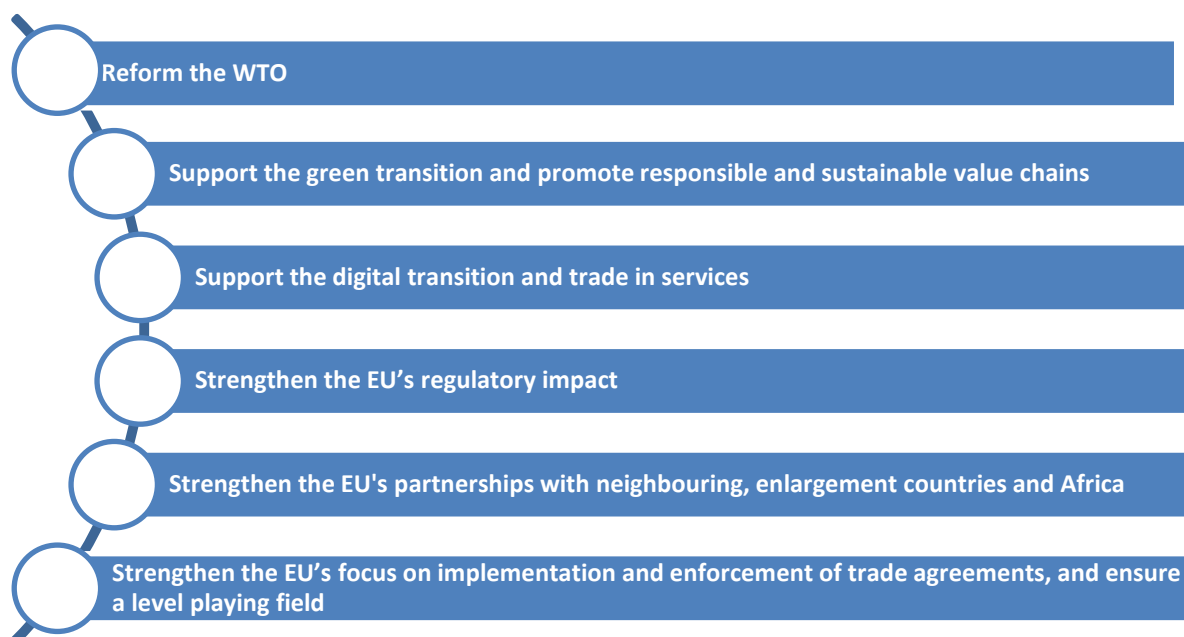 Reform the WTO
Support the green transition and promote responsible and sustainable value chains
Support the digital transition and trade in services
Strengthen the EU’s regulatory impact
Strengthen the EU's partnerships with neighbouring, enlargement countries and Africa
Strengthen the EU’s focus on implementation and enforcement of trade agreements, and ensure
a level playing field